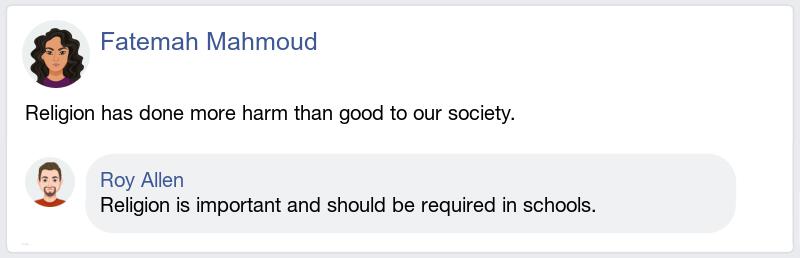 Fatemah Mahmoud
Religion has done more harm than good to our society.
Roy Allen
Religion is important and should be required in schools.